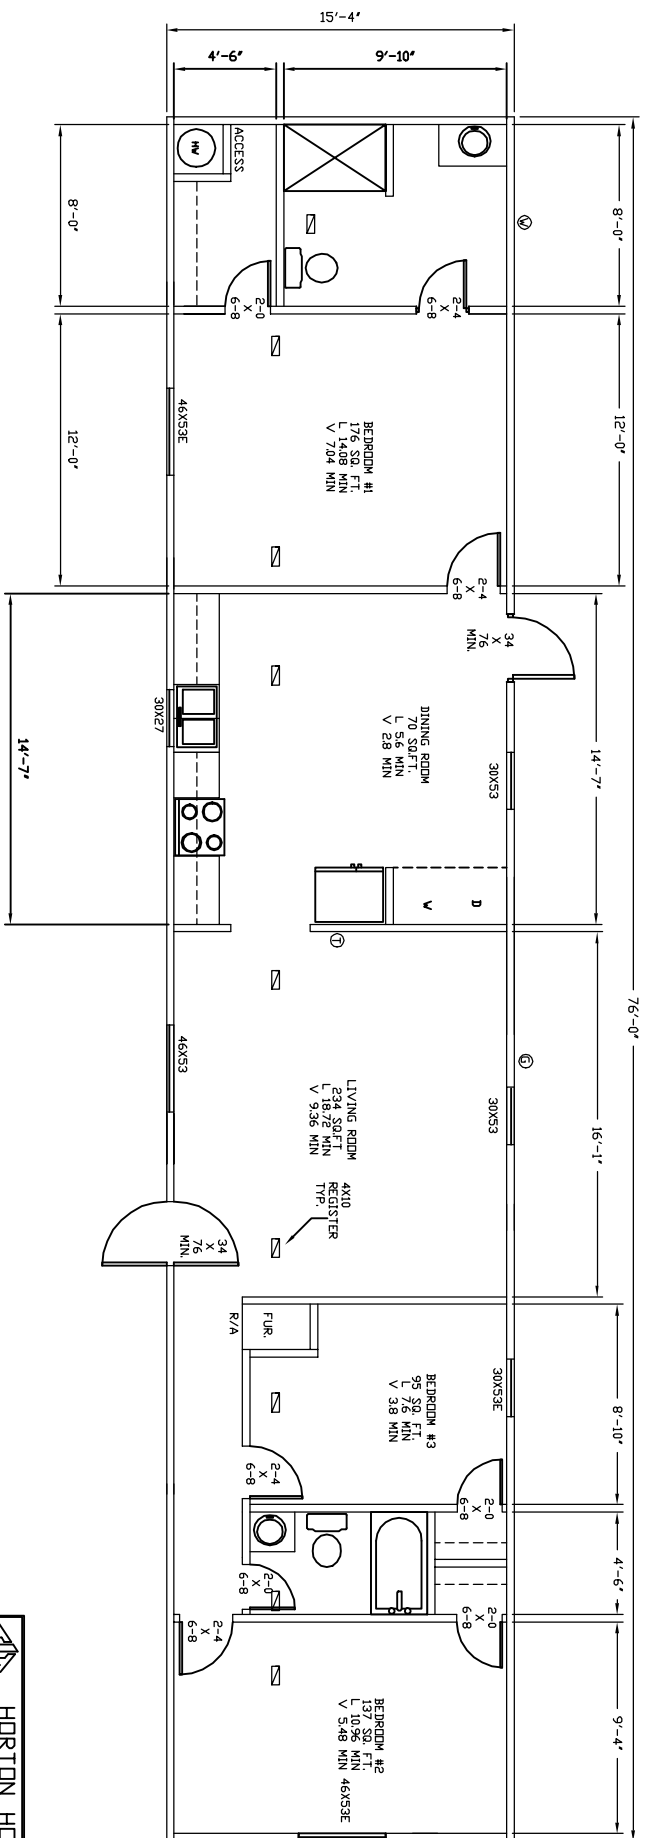 15'-4"
4'-6"
9'-10"
8'-0"
8'-0"
ACCESS
HW
W
2-0
X
6-8
2-4
X
6-8
12'-0"
12'-0"
46X53E
BEDROOM #1
176 SQ. FT.
L 14.08 MIN
V 7.04 MIN
2-4
X
6-8
34
X
76
MIN.
14'-7"
14'-7"
30X27
DINING ROOM
70 SQ.FT.
L 5.6 MIN
V 2.8 MIN
30X53
W
D
T
76'-0"
16'-1"
46X53
G
30X53
LIVING ROOM
234 SQ.FT
L 18.72 MIN
V 9.36 MIN
4X10
REGISTER
TYP.
34
X
76
MIN.
FUR.
R/A
BEDROOM #3
95 SQ. FT.
L 7.6 MIN
V 3.8 MIN
30X53E
8'-10"
2-4
X
6-8
2-0
X
6-8
4'-6"
2-0
X
6-8
2-4
X
6-8
2-0
X
6-8
BEDROOM #2
137 SQ. FT.
L 10.96 MIN
V 5.48 MIN
46X53E
9'-4"
HORTON HO